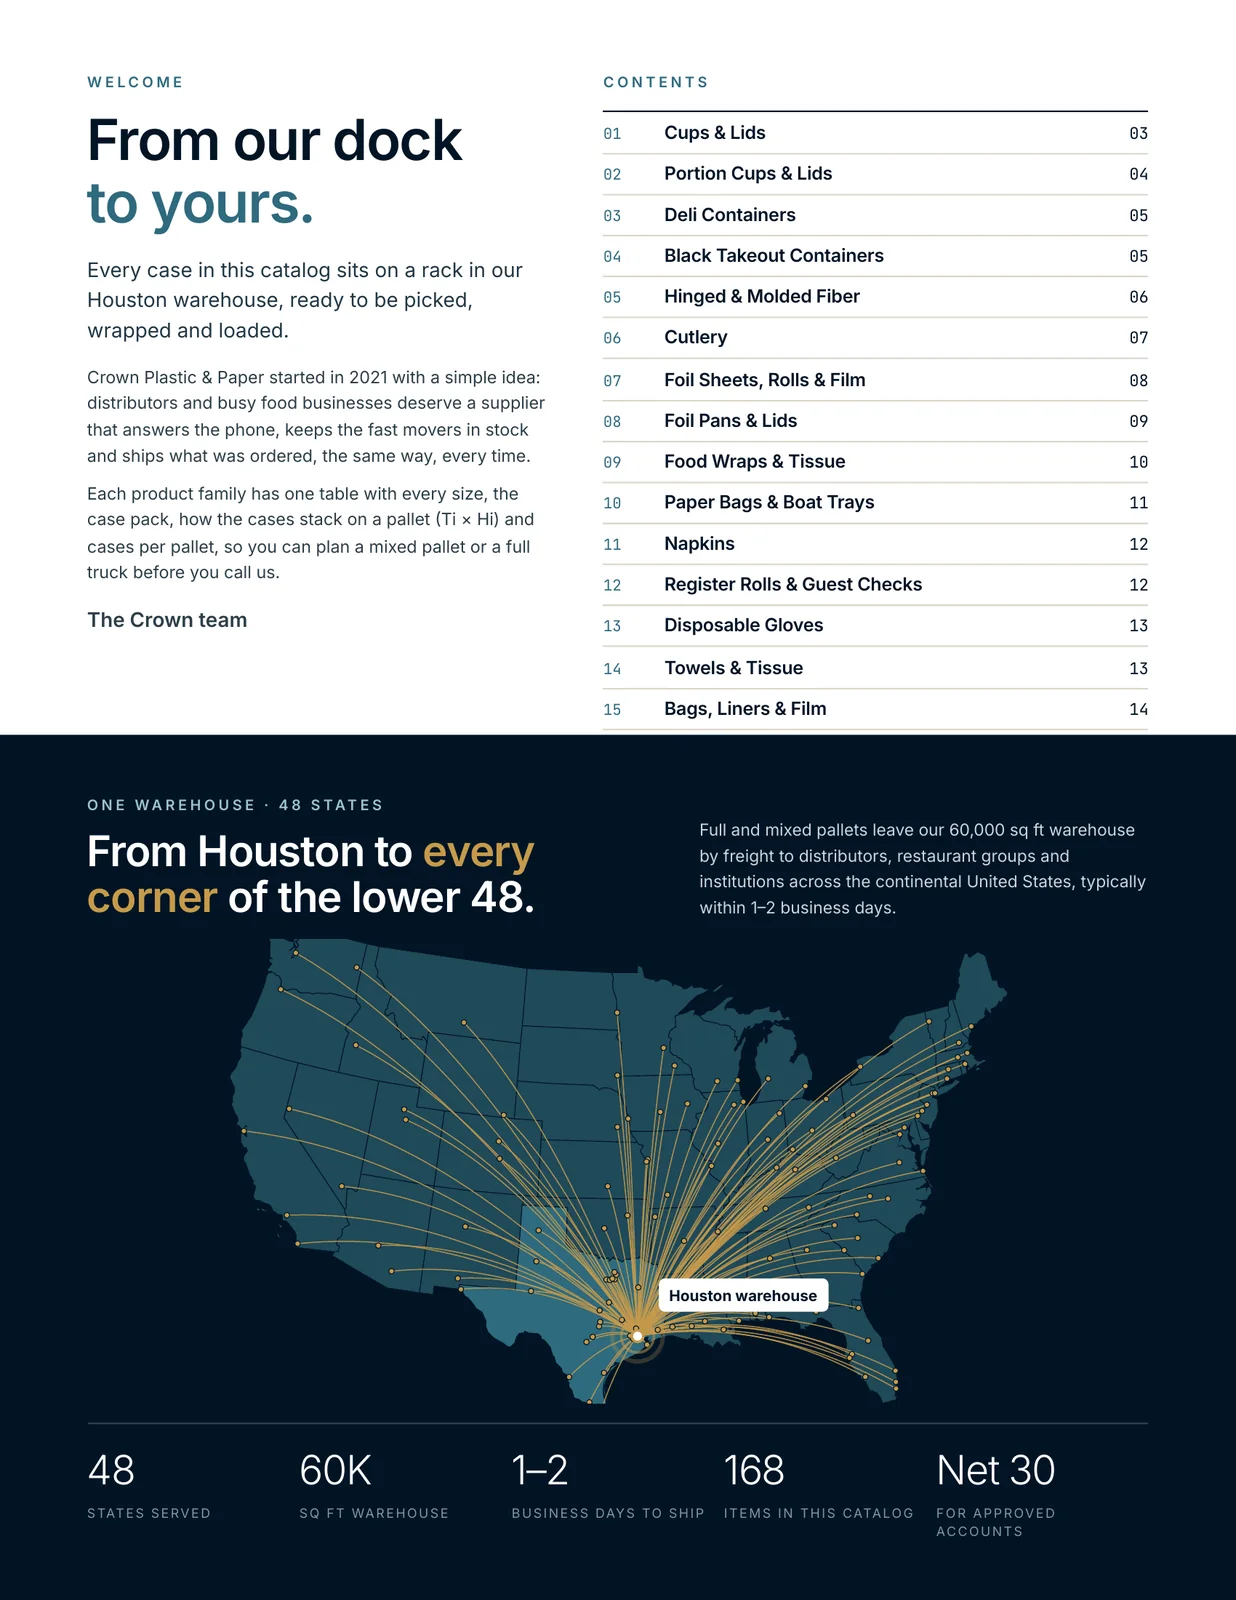 WELCOME
From our dock
to yours.
Every case in this catalog sits on a rack in our
Houston warehouse, ready to be picked,
wrapped and loaded.
Crown Plastic & Paper started in 2021 with a simple idea:
distributors and busy food businesses deserve a supplier
that answers the phone, keeps the fast movers in stock
and ships what was ordered, the same way, every time.
Each product family has one table with every size, the
case pack, how the cases stack on a pallet (Ti × Hi) and
cases per pallet, so you can plan a mixed pallet or a full
truck before you call us.
The Crown team
CONTENTS
01 Cups & Lids 03
02 Portion Cups & Lids 04
03 Deli Containers 05
04 Black Takeout Containers 05
05 Hinged & Molded Fiber 06
06 Cutlery 07
07 Foil Sheets, Rolls & Film 08
08 Foil Pans & Lids 09
09 Food Wraps & Tissue 10
10 Paper Bags & Boat Trays 11
11 Napkins 12
12 Register Rolls & Guest Checks 12
13 Disposable Gloves 13
14 Towels & Tissue 13
15 Bags, Liners & Film 14
ONE WAREHOUSE · 48 STATES
From Houston to every
corner of the lower 48.
Full and mixed pallets leave our 60,000 sq ft warehouse
by freight to distributors, restaurant groups and
institutions across the continental United States, typically
within 1–2 business days.
Houston warehouse
48
STATES SERVED
60K
SQ FT WAREHOUSE
1–2
BUSINESS DAYS TO SHIP
168
ITEMS IN THIS CATALOG
Net 30
FOR APPROVED
ACCOUNTS